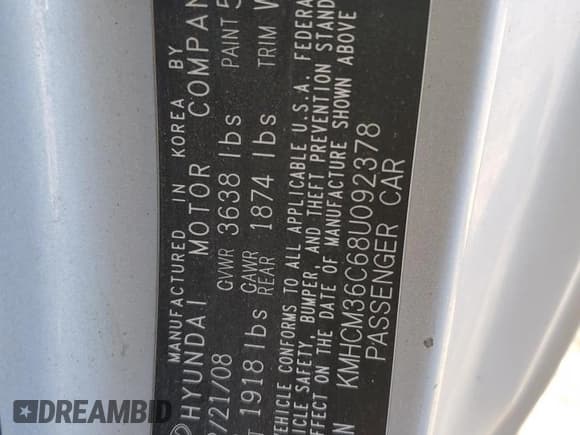 MANUFACTURED IN KOREA BY
HYUNDAI MOTOR COMPAN
/21/08 GVWR 3638 lbs PAINT 5
GAWR
1918 lbs REAR 1874 lbs TRIM
VEHICLE CONFORMS TO ALL APPLICABLE U.S.A. FEDERA
VEHICLE SAFETY, BUMPER, AND THEFT PREVENTION STAND
EFFECT ON THE DATE OF MANUFACTURE SHOWN ABOVE
KMHCM36C68U092378
PASSENGER CAR
DREAMBID